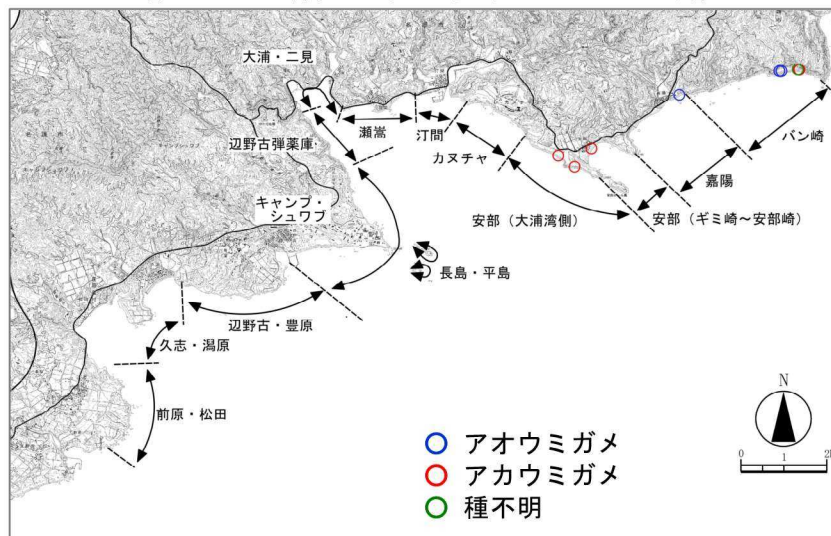 大浦・二見
辺野古弾薬庫
瀬嵩
汀間
カヌチャ
バン崎
嘉陽
キャンプ・
シュワブ
安部（大浦湾側）
安部（ギミ崎～安部崎）
長島・平島
辺野古・豊原
久志・潟原
前原・松田
N
0 1
アオウミガメ
アカウミガメ
種不明